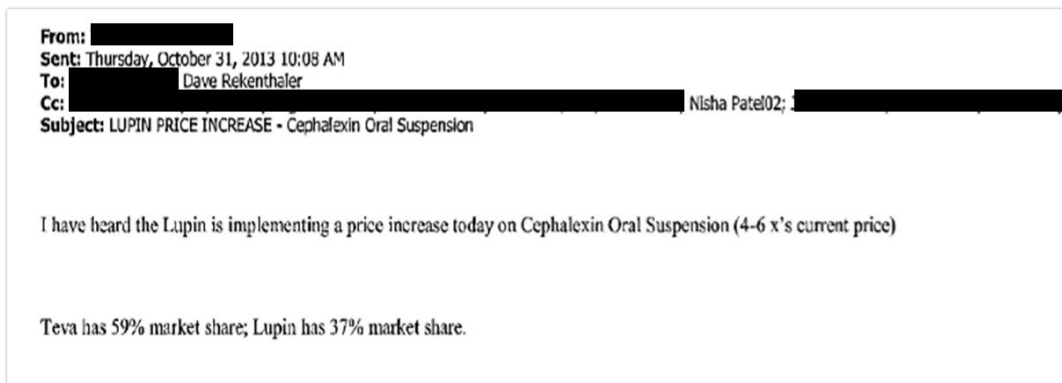 From:
Sent: Thursday, October 31, 2013 10:08 AM
To: Dave Rekenthaler
Cc: Nisha Patel02;
Subject: LUPIN PRICE INCREASE - Cephalexin Oral Suspension
I have heard the Lupin is implementing a price increase today on Cephalexin Oral Suspension (4-6 x's current price)
Teva has 59% market share; Lupin has 37% market share.